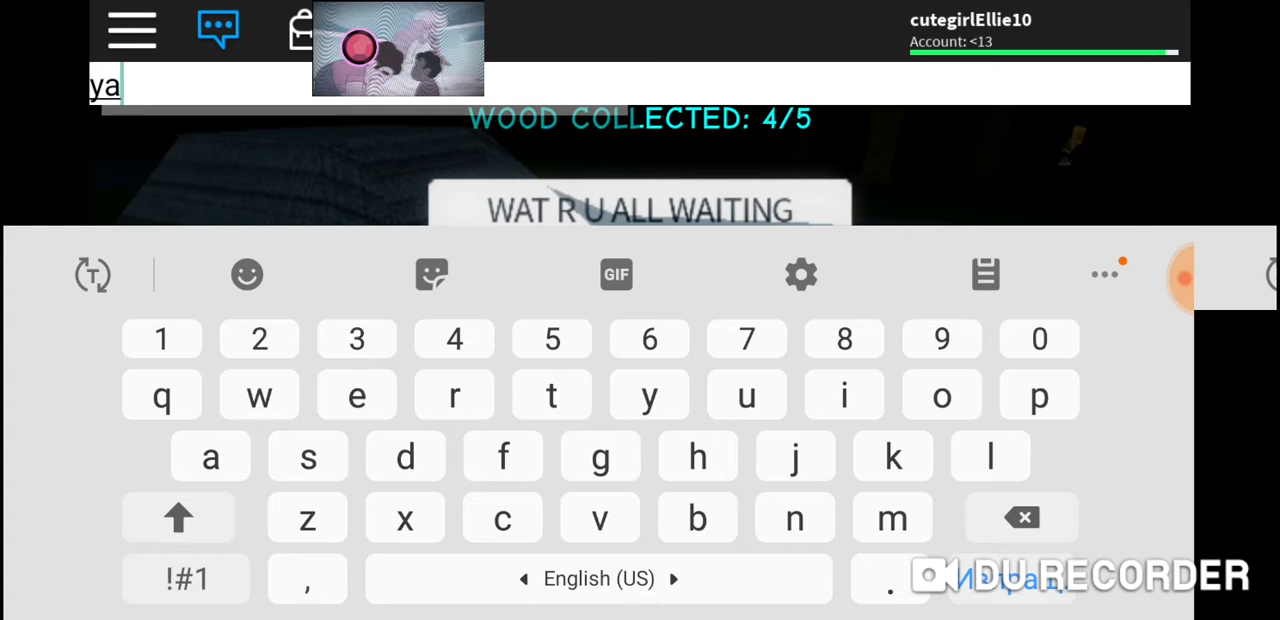 cutegirlEllie10
Account: <13
ya
WOOD COLLECTED: 4/5
WAT R U ALL WAITING
T
GIF
1 2 3 4 5 6 7 8 9 0
q w e r t y u i o p
a s d f g h j k l
z x c v b n m
!#1 , English (US) .
DU RECORDER